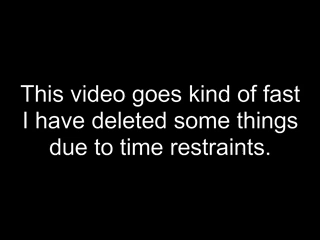 This video goes kind of fast
I have deleted some things
due to time restraints.